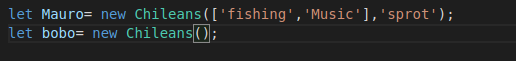 let Mauro= new Chileans(['fishing','Music'],'sprot');
let bobo= new Chileans();